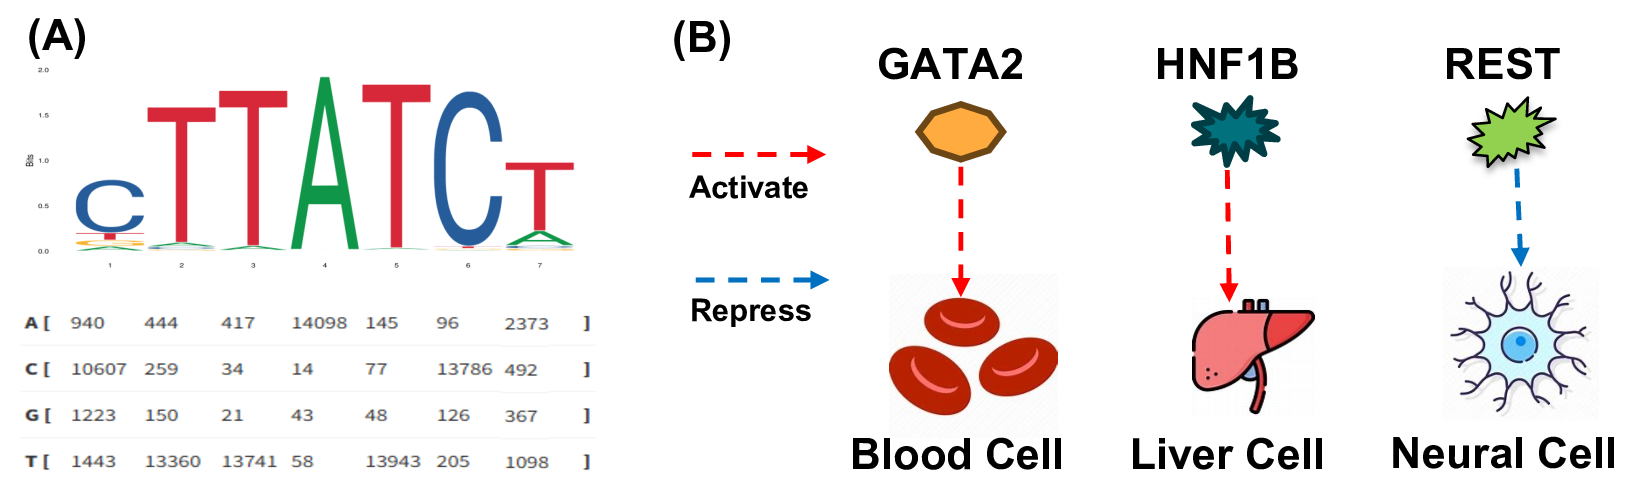 (A)
2.0
1.5
1.0
0.5
0.0
Bits
C T T A T C T
T G A A
1 2 3 4 5 6 7
A [ 940 444 417 14098 145 96 2373 ]
C [ 10607 259 34 14 77 13786 492 ]
G [ 1223 150 21 43 48 126 367 ]
T [ 1443 13360 13741 58 13943 205 1098 ]
(B)
GATA2 HNF1B REST
Activate
Repress
Blood Cell Liver Cell Neural Cell